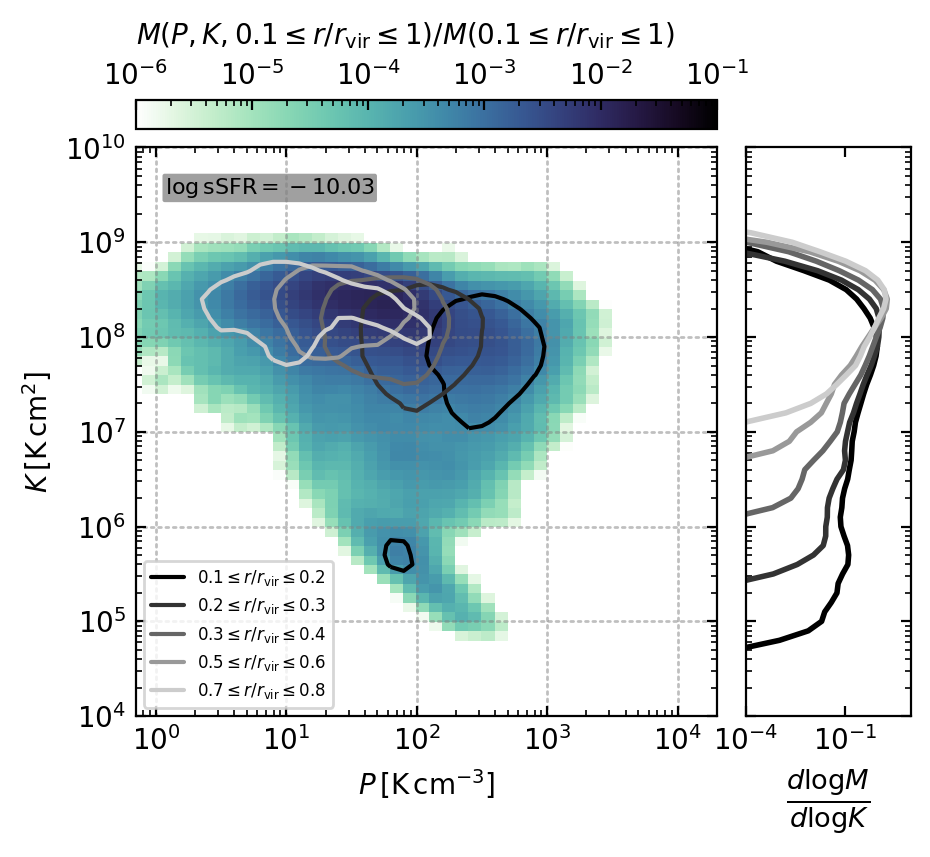 M(P, K, 0.1 ≤ r/r_vir ≤ 1)/M(0.1 ≤ r/r_vir ≤ 1)
10^−6 10^−5 10^−4 10^−3 10^−2 10^−1
10^10
log sSFR = −10.03
10^9
10^8
10^7
10^6
10^5
10^4
K [K cm^2]
0.1 ≤ r/r_vir ≤ 0.2
0.2 ≤ r/r_vir ≤ 0.3
0.3 ≤ r/r_vir ≤ 0.4
0.5 ≤ r/r_vir ≤ 0.6
0.7 ≤ r/r_vir ≤ 0.8
10^0 10^1 10^2 10^3 10^4 10^−4 10^−1
P [K cm^−3]
dlogM
dlogK